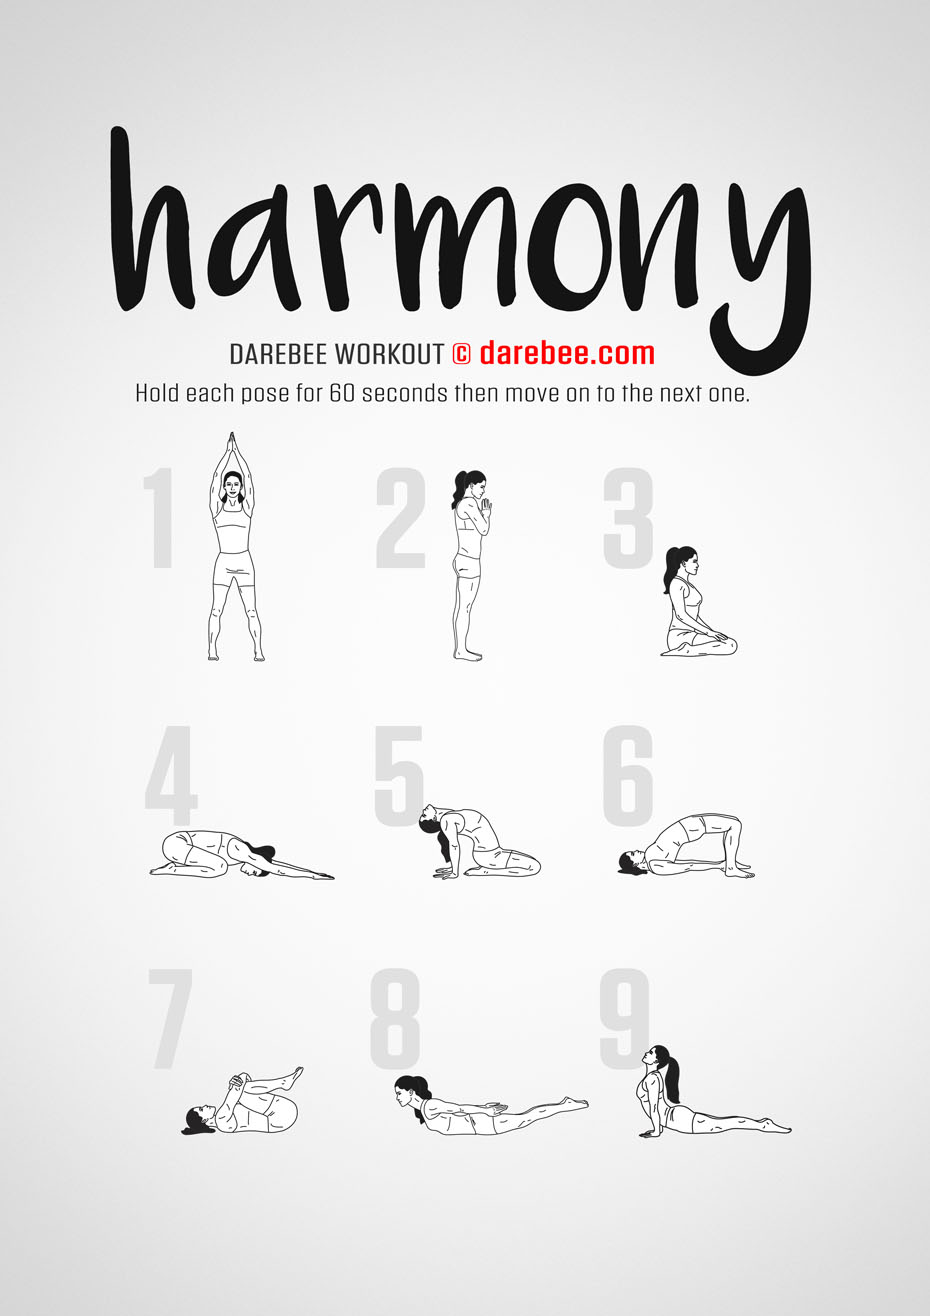 harmony
DAREBEE WORKOUT © darebee.com
Hold each pose for 60 seconds then move on to the next one.
1 2 3
4 5 6
7 8 9